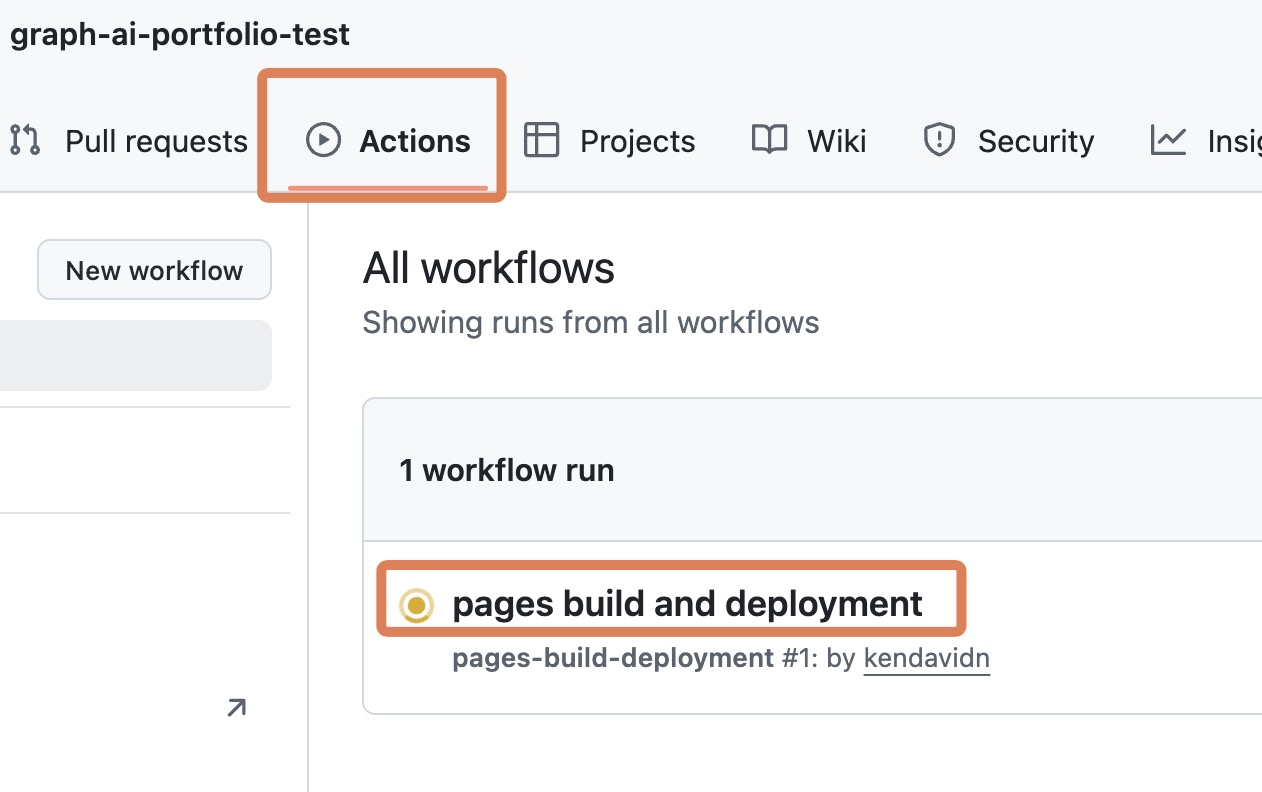 graph-ai-portfolio-test
Pull requests Actions Projects Wiki Security
New workflow
All workflows
Showing runs from all workflows
1 workflow run
pages build and deployment
pages-build-deployment #1: by kendavidn